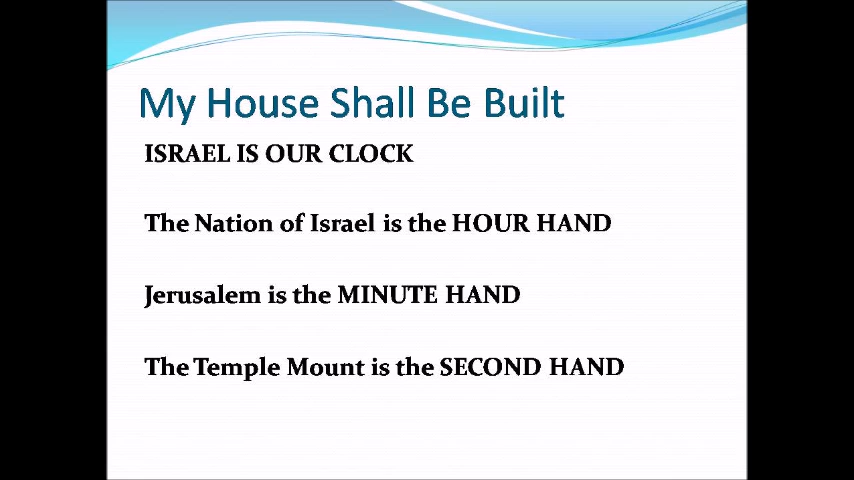 My House Shall Be Built
ISRAEL IS OUR CLOCK
The Nation of Israel is the HOUR HAND
Jerusalem is the MINUTE HAND
The Temple Mount is the SECOND HAND